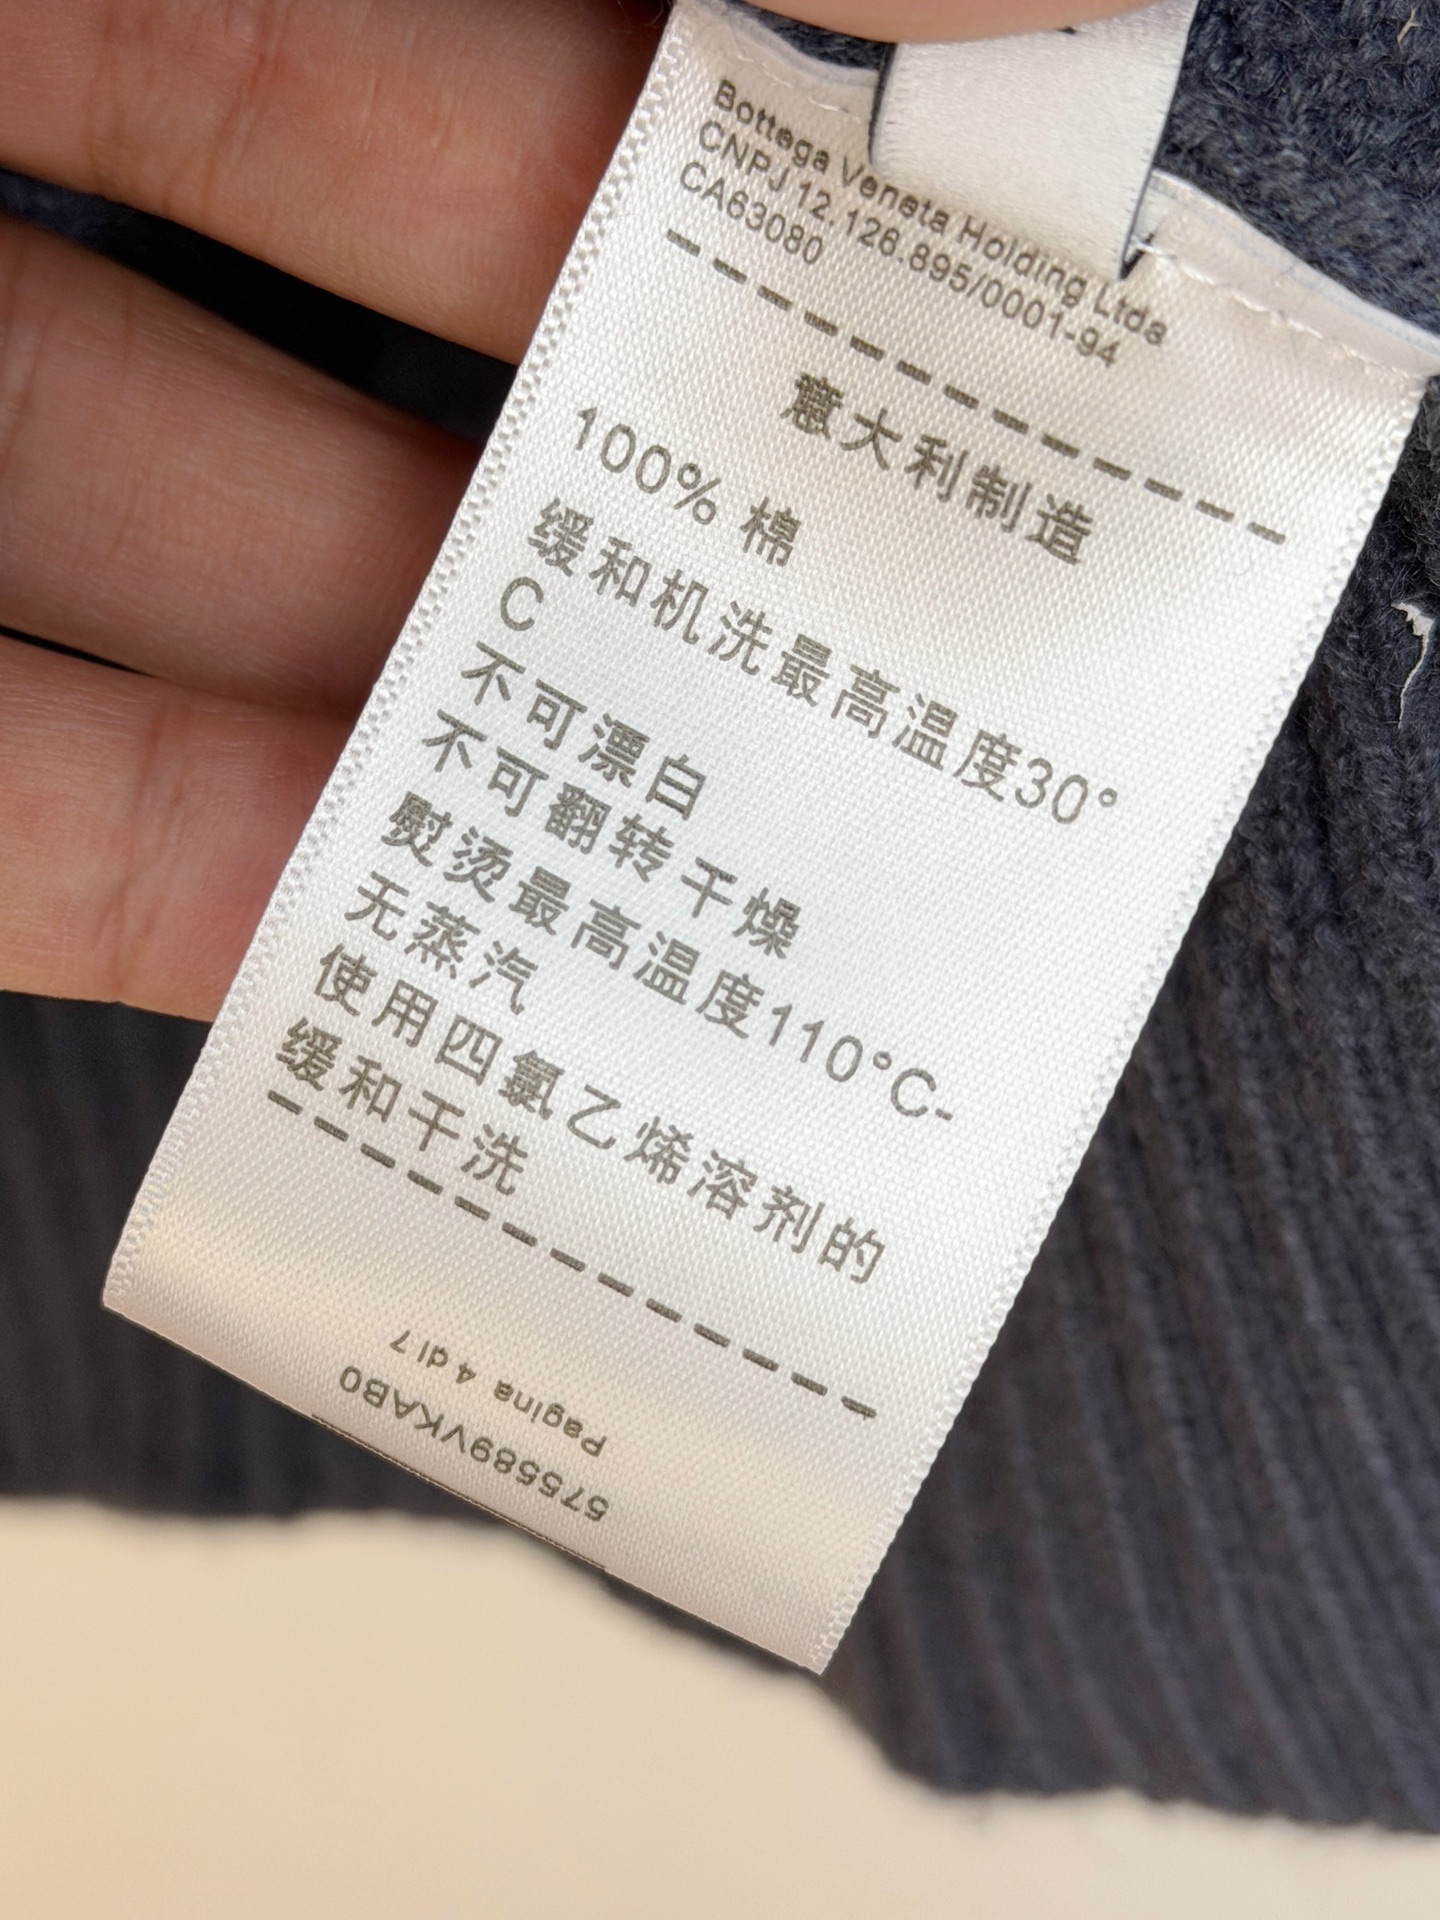 Bottega Veneta Holding Ltda
CNPJ 12.126.895/0001-94
CA63080
意大利制造
100% 棉
缓和机洗最高温度30°
C
不可漂白
不可翻转干燥
熨烫最高温度110°C-
无蒸汽
使用四氯乙烯溶剂的
缓和干洗
Pagina 4 di 7
575589VKAB0